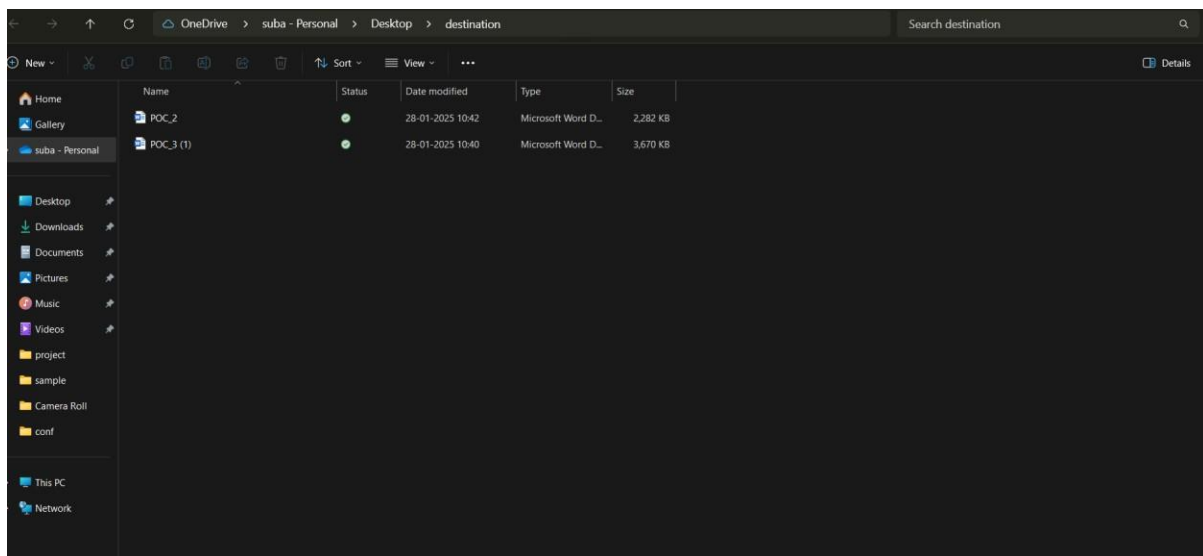 OneDrive > suba - Personal > Desktop > destination
Search destination
New
Sort
View
Details
Name Status Date modified Type Size
POC_2 28-01-2025 10:42 Microsoft Word D... 2,282 KB
POC_3 (1) 28-01-2025 10:40 Microsoft Word D... 3,670 KB
Home
Gallery
suba - Personal
Desktop
Downloads
Documents
Pictures
Music
Videos
project
sample
Camera Roll
conf
This PC
Network